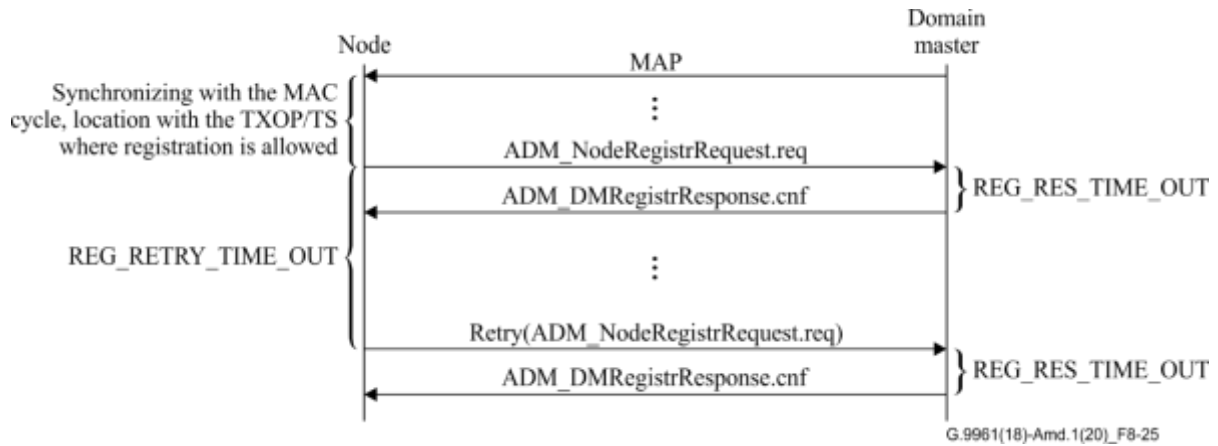 Domain
master
Node
MAP
Synchronizing with the MAC
cycle, location with the TXOP/TS
where registration is allowed
ADM_NodeRegistrRequest.req
REG_RES_TIME_OUT
ADM_DMRegistrResponse.cnf
REG_RETRY_TIME_OUT
Retry(ADM_NodeRegistrRequest.req)
REG_RES_TIME_OUT
ADM_DMRegistrResponse.cnf
G.9961(18)-Amd.1(20)_F8-25